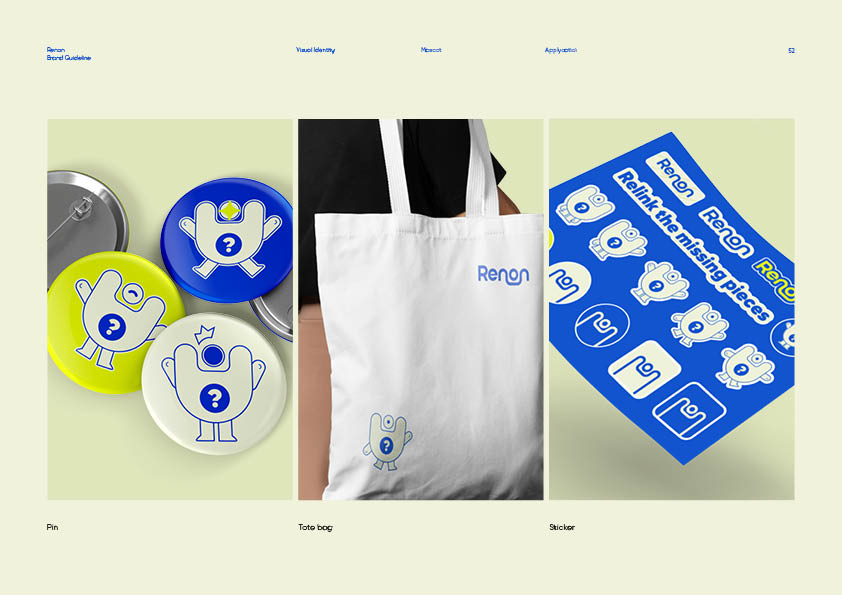 Renon
Brand Guideline
Visual Identity
Mascot
52
?
?
?
Renon
?
Renon
Renon
Renon
Relink the missing pieces
?
?
?
?
?
Pin
Tote bag
Sticker